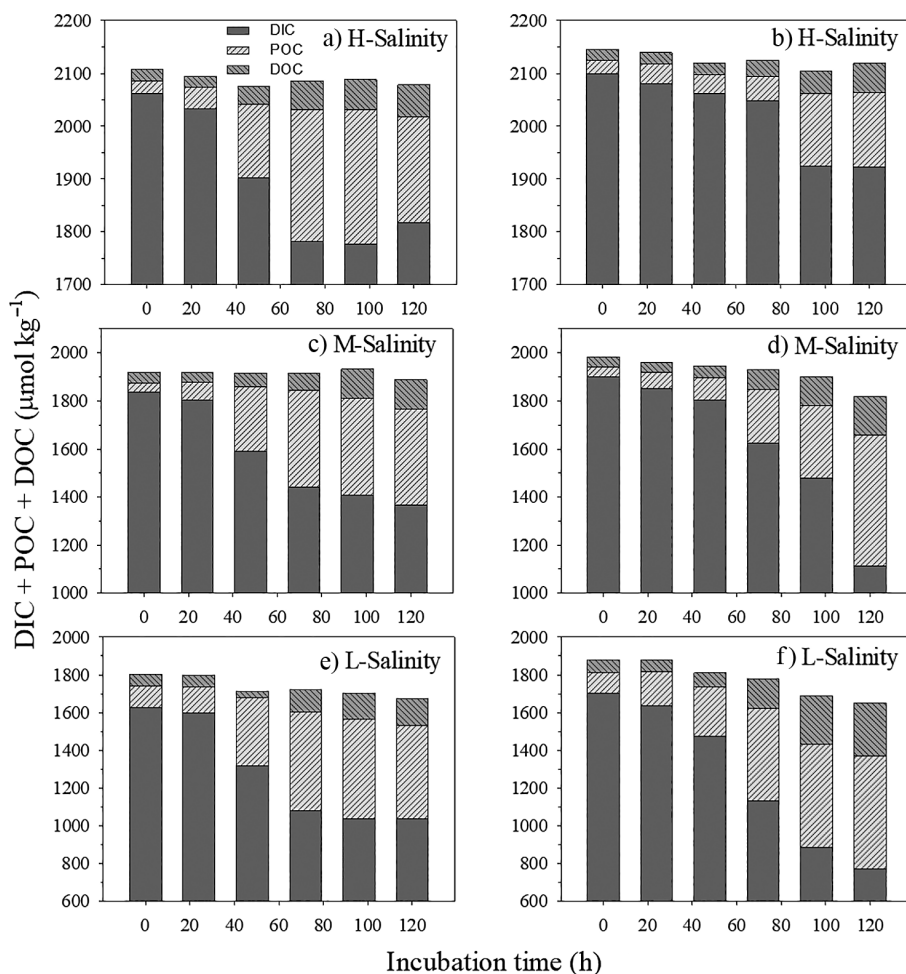 DIC + POC + DOC (μmol kg⁻¹)
a) H-Salinity
DIC
POC
DOC
2200
2100
2000
1900
1800
1700
0 20 40 60 80 100 120
b) H-Salinity
2200
2100
2000
1900
1800
1700
0 20 40 60 80 100 120
c) M-Salinity
2000
1800
1600
1400
1200
1000
0 20 40 60 80 100 120
d) M-Salinity
2000
1800
1600
1400
1200
1000
0 20 40 60 80 100 120
e) L-Salinity
2000
1800
1600
1400
1200
1000
800
600
0 20 40 60 80 100 120
f) L-Salinity
2000
1800
1600
1400
1200
1000
800
600
0 20 40 60 80 100 120
Incubation time (h)